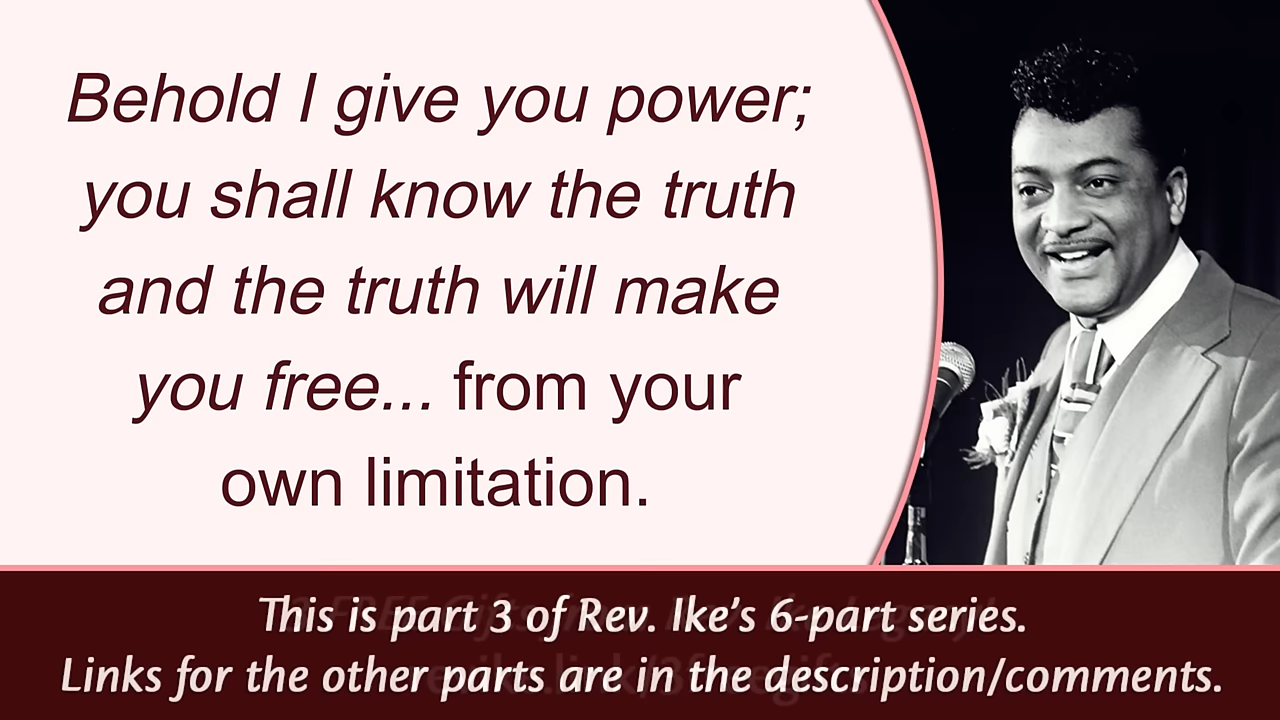 Behold I give you power;
you shall know the truth
and the truth will make
you free... from your
own limitation.
This is part 3 of Rev. Ike's 6-part series.
Links for the other parts are in the description/comments.